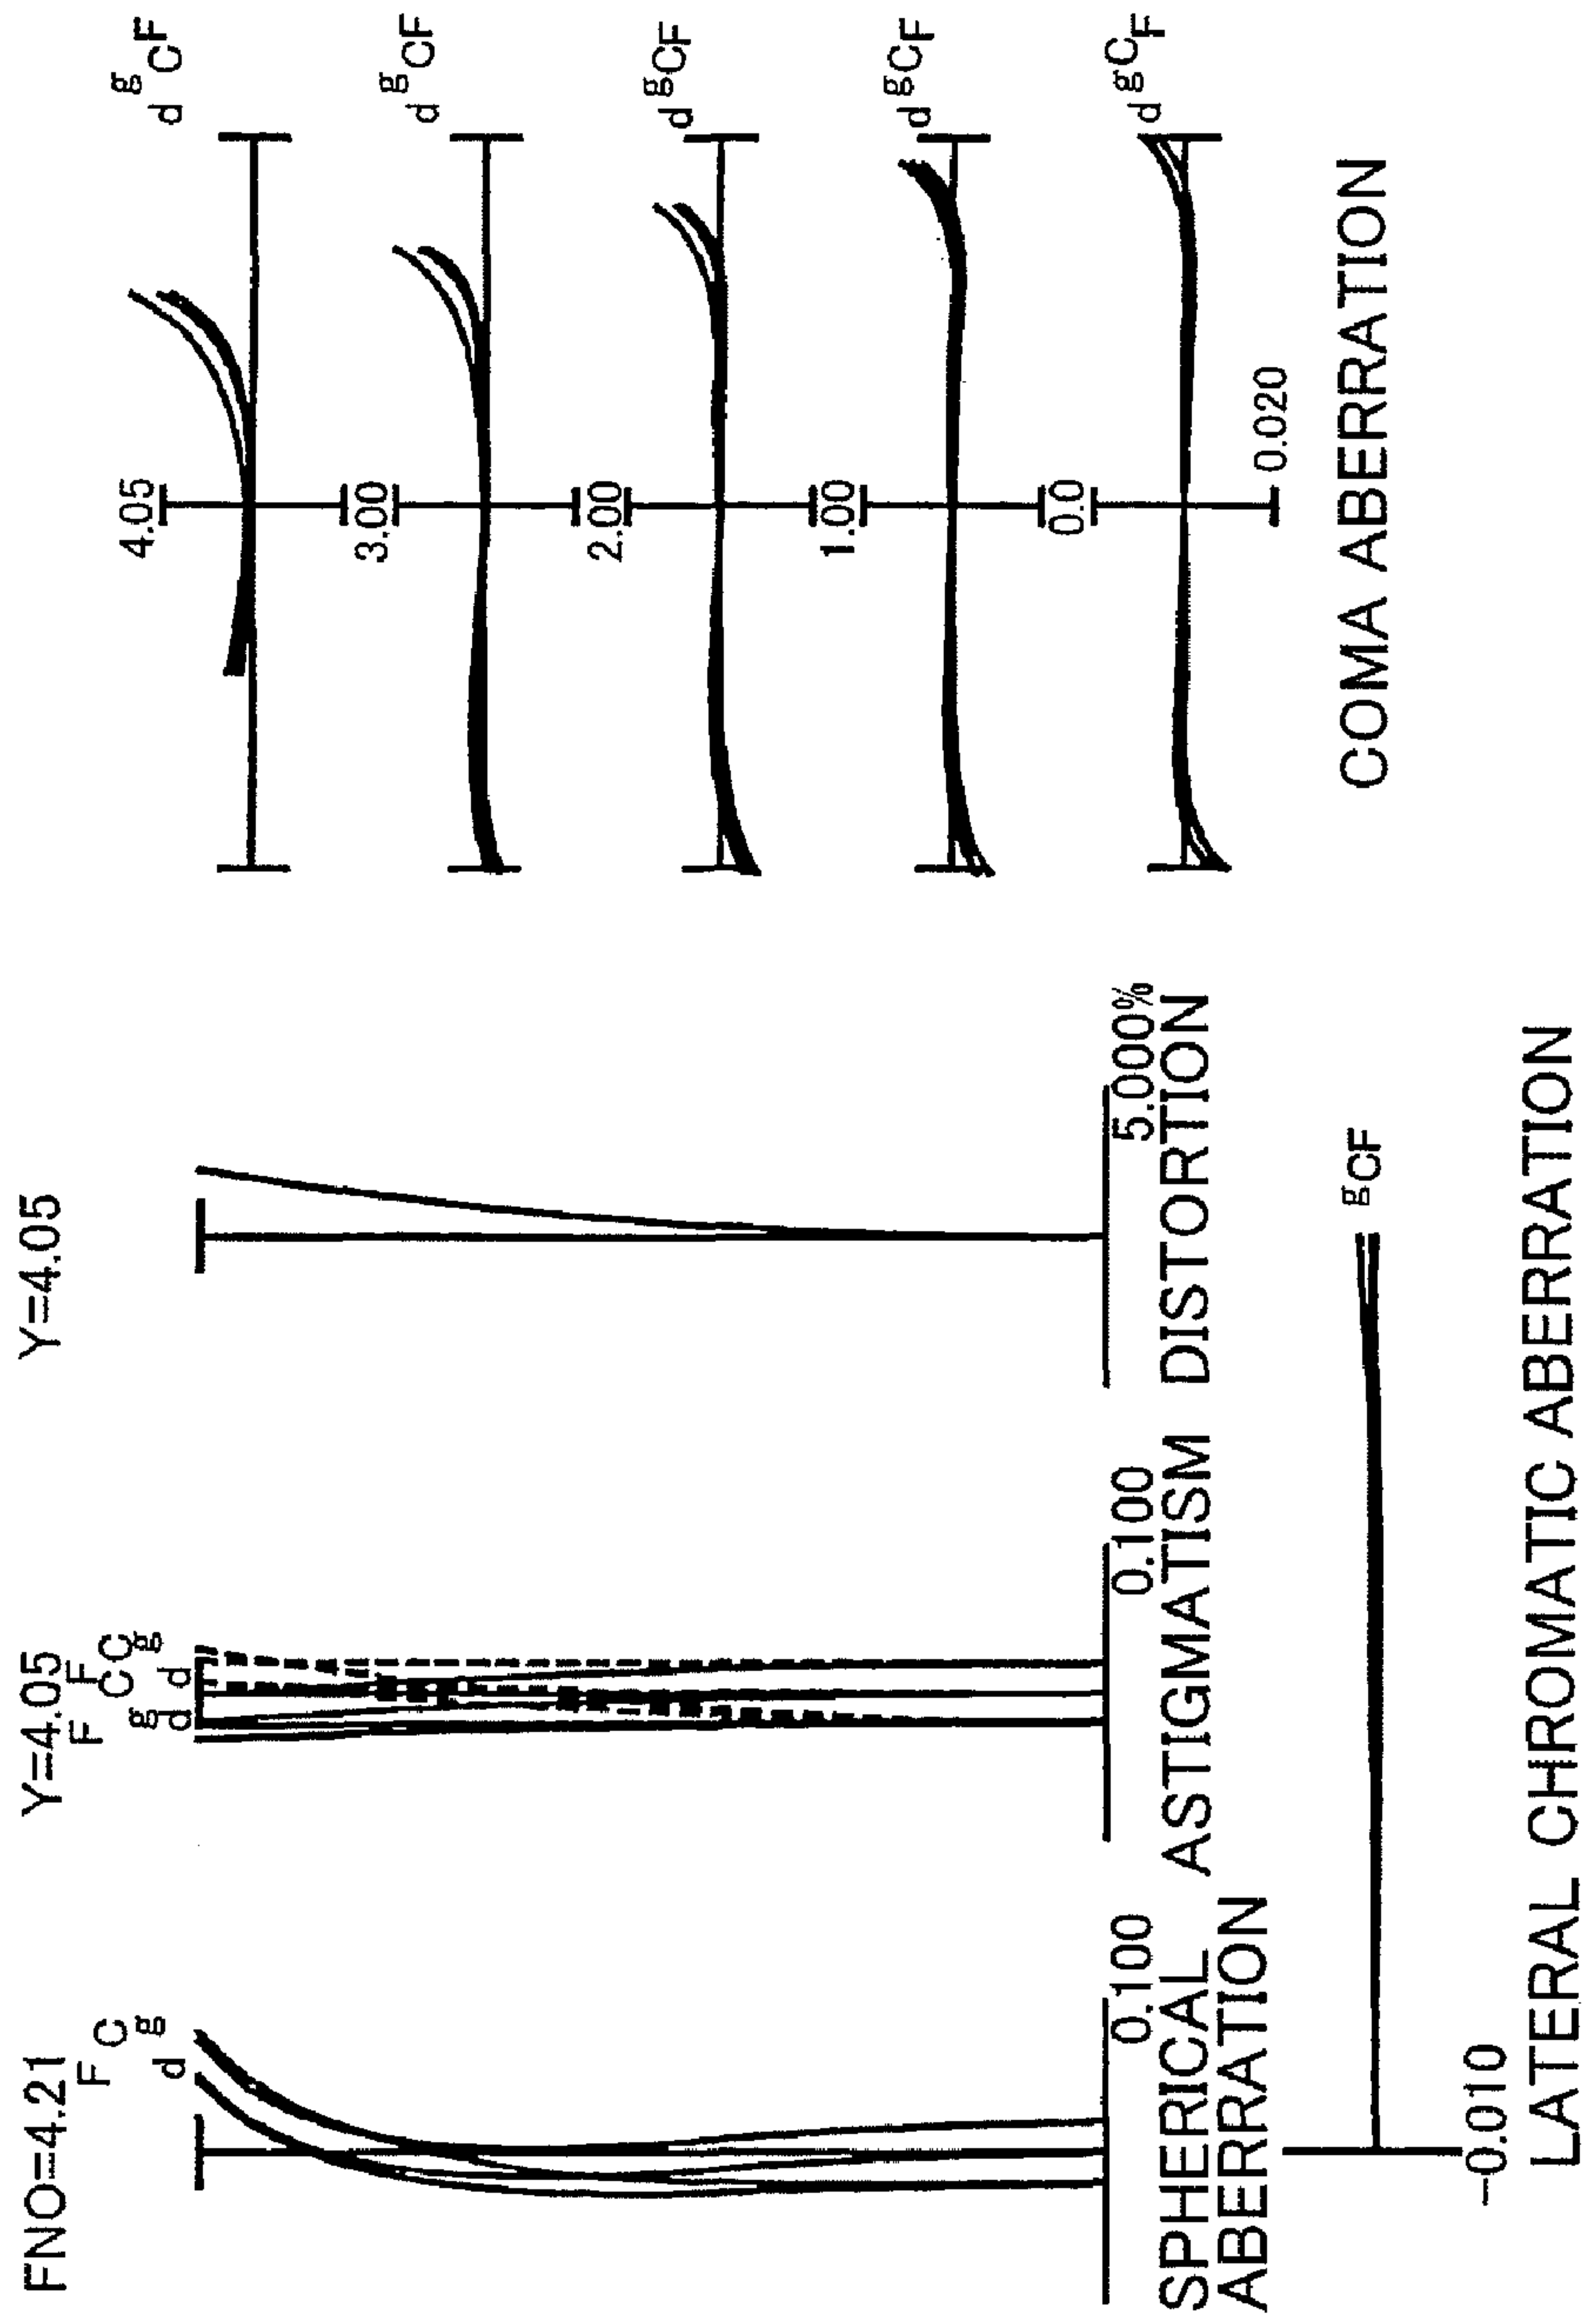 FNO=4.21
F C
d g
0.100
SPHERICAL
ABERRATION
Y=4.05
F F C
g C g
d d
0.100
ASTIGMATISM
Y=4.05
5.000%
DISTORTION
4.05
g
d CF
3.00
g
d CF
2.00
g
d CF
1.00
g
d CF
0.0
g C
d F
0.020
COMA ABERRATION
g CF
-0.010
LATERAL CHROMATIC ABERRATION